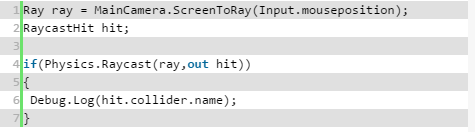 1 Ray ray = MainCamera.ScreenToRay(Input.mouseposition);
2 RaycastHit hit;
3
4 if(Physics.Raycast(ray,out hit))
5 {
6  Debug.Log(hit.collider.name);
7 }